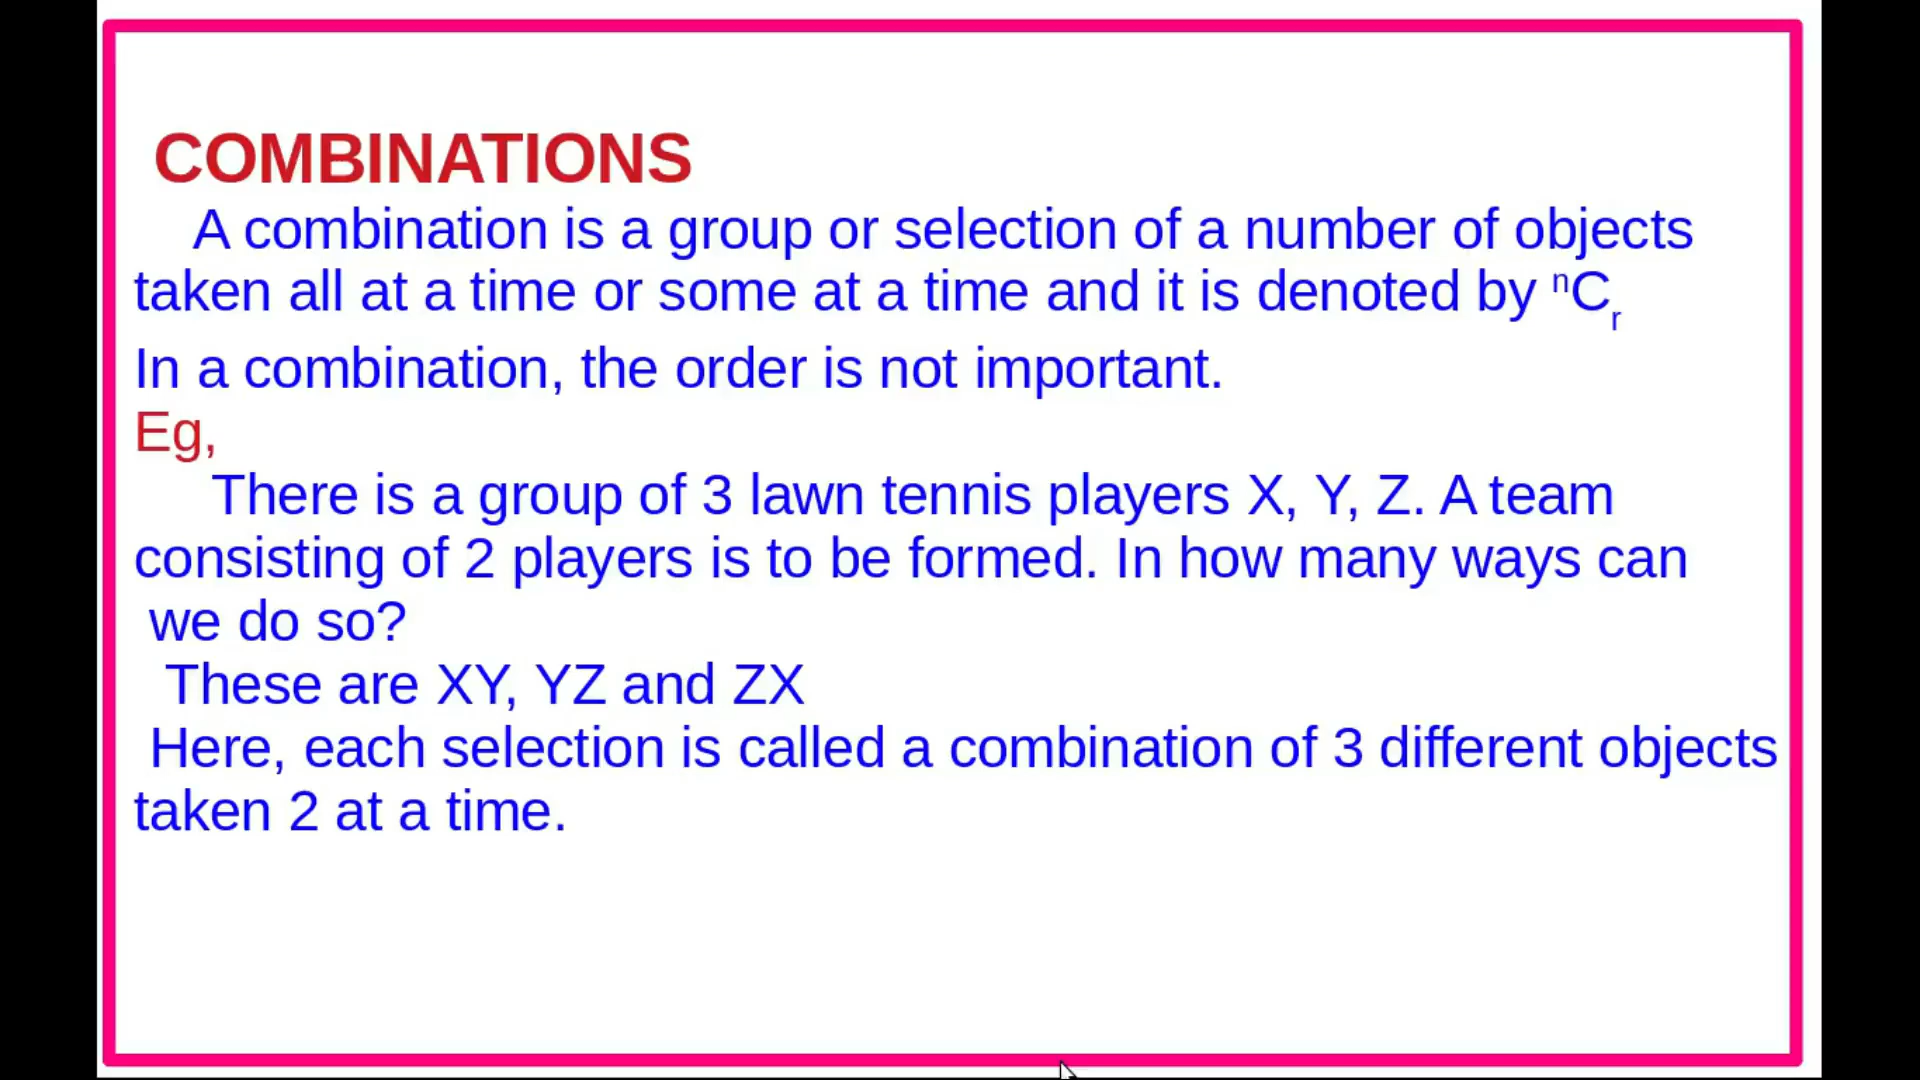 COMBINATIONS
A combination is a group or selection of a number of objects
taken all at a time or some at a time and it is denoted by ⁿCᵣ
In a combination, the order is not important.
Eg,
There is a group of 3 lawn tennis players X, Y, Z. A team
consisting of 2 players is to be formed. In how many ways can
we do so?
These are XY, YZ and ZX
Here, each selection is called a combination of 3 different objects
taken 2 at a time.